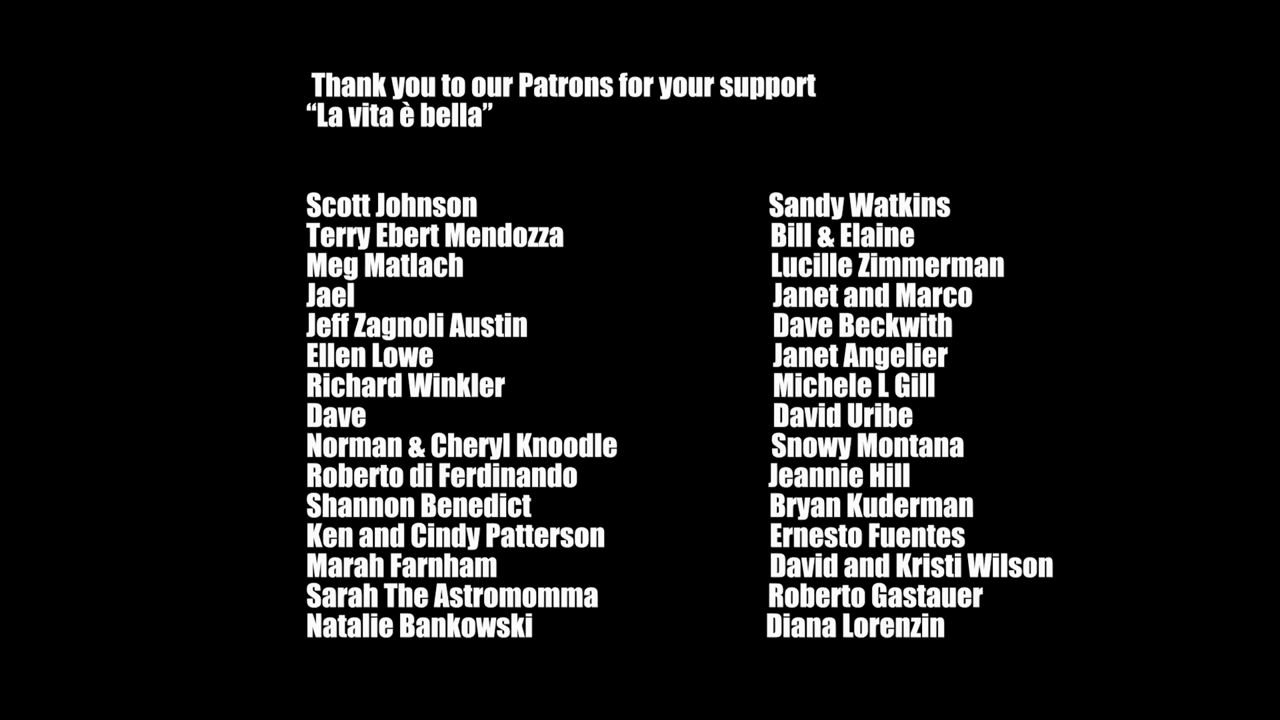 Thank you to our Patrons for your support
“La vita è bella”
Scott Johnson
Terry Ebert Mendozza
Meg Matlach
Jael
Jeff Zagnoli Austin
Ellen Lowe
Richard Winkler
Dave
Norman & Cheryl Knoodle
Roberto di Ferdinando
Shannon Benedict
Ken and Cindy Patterson
Marah Farnham
Sarah The Astromomma
Natalie Bankowski
Sandy Watkins
Bill & Elaine
Lucille Zimmerman
Janet and Marco
Dave Beckwith
Janet Angelier
Michele L Gill
David Uribe
Snowy Montana
Jeannie Hill
Bryan Kuderman
Ernesto Fuentes
David and Kristi Wilson
Roberto Gastauer
Diana Lorenzin